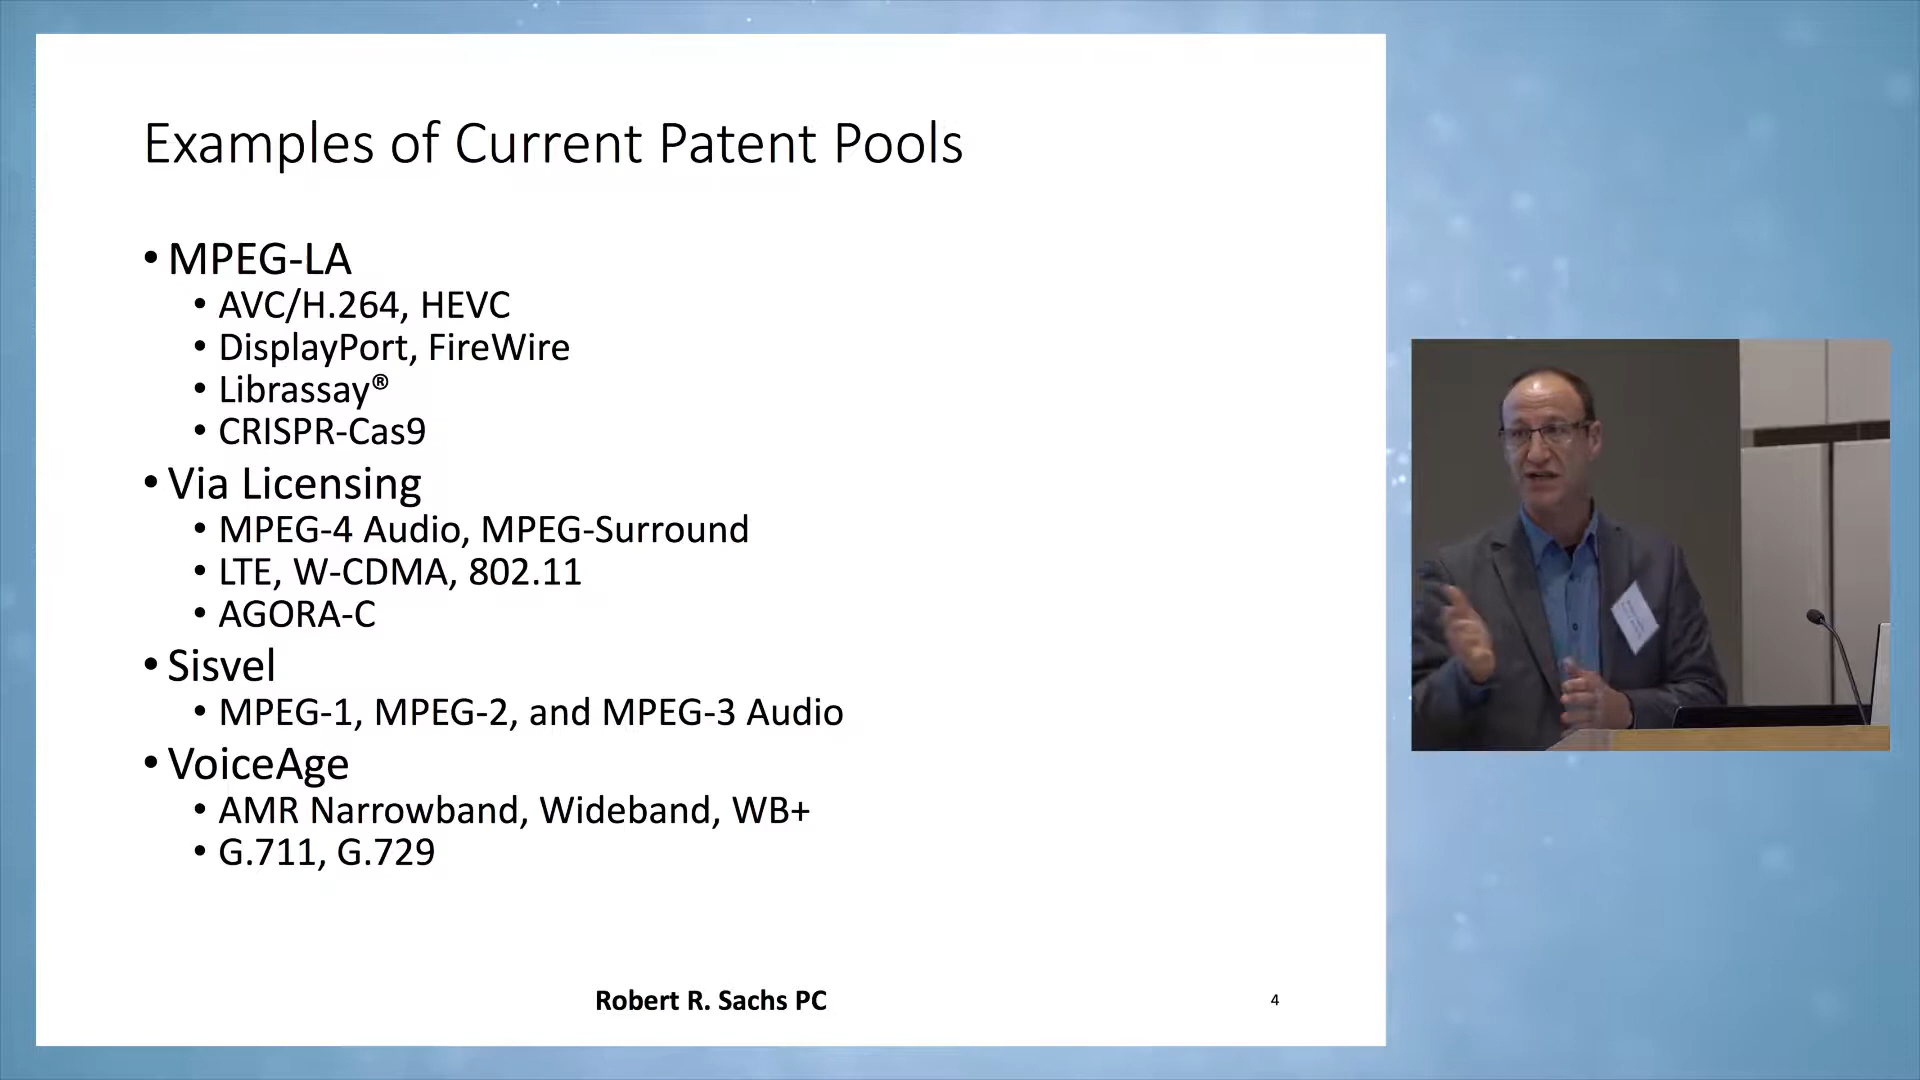 Examples of Current Patent Pools
• MPEG-LA
• AVC/H.264, HEVC
• DisplayPort, FireWire
• Librassay®
• CRISPR-Cas9
• Via Licensing
• MPEG-4 Audio, MPEG-Surround
• LTE, W-CDMA, 802.11
• AGORA-C
• Sisvel
• MPEG-1, MPEG-2, and MPEG-3 Audio
• VoiceAge
• AMR Narrowband, Wideband, WB+
• G.711, G.729
Robert R. Sachs PC
4